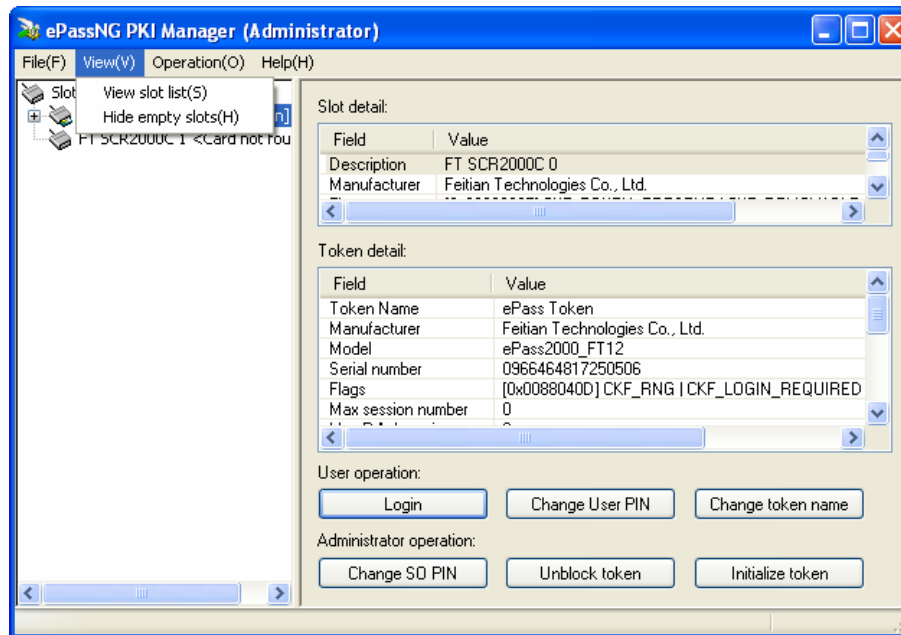 ePassNG PKI Manager (Administrator)
File(F) View(V) Operation(O) Help(H)
View slot list(S)
Hide empty slots(H)
Slot
FT SCR2000C 1 <Card not fou
Slot detail:
Field Value
Description FT SCR2000C 0
Manufacturer Feitian Technologies Co., Ltd.
Token detail:
Field Value
Token Name ePass Token
Manufacturer Feitian Technologies Co., Ltd.
Model ePass2000_FT12
Serial number 0966464817250506
Flags [0x0088040D] CKF_RNG | CKF_LOGIN_REQUIRED
Max session number 0
User operation:
Login Change User PIN Change token name
Administrator operation:
Change SO PIN Unblock token Initialize token